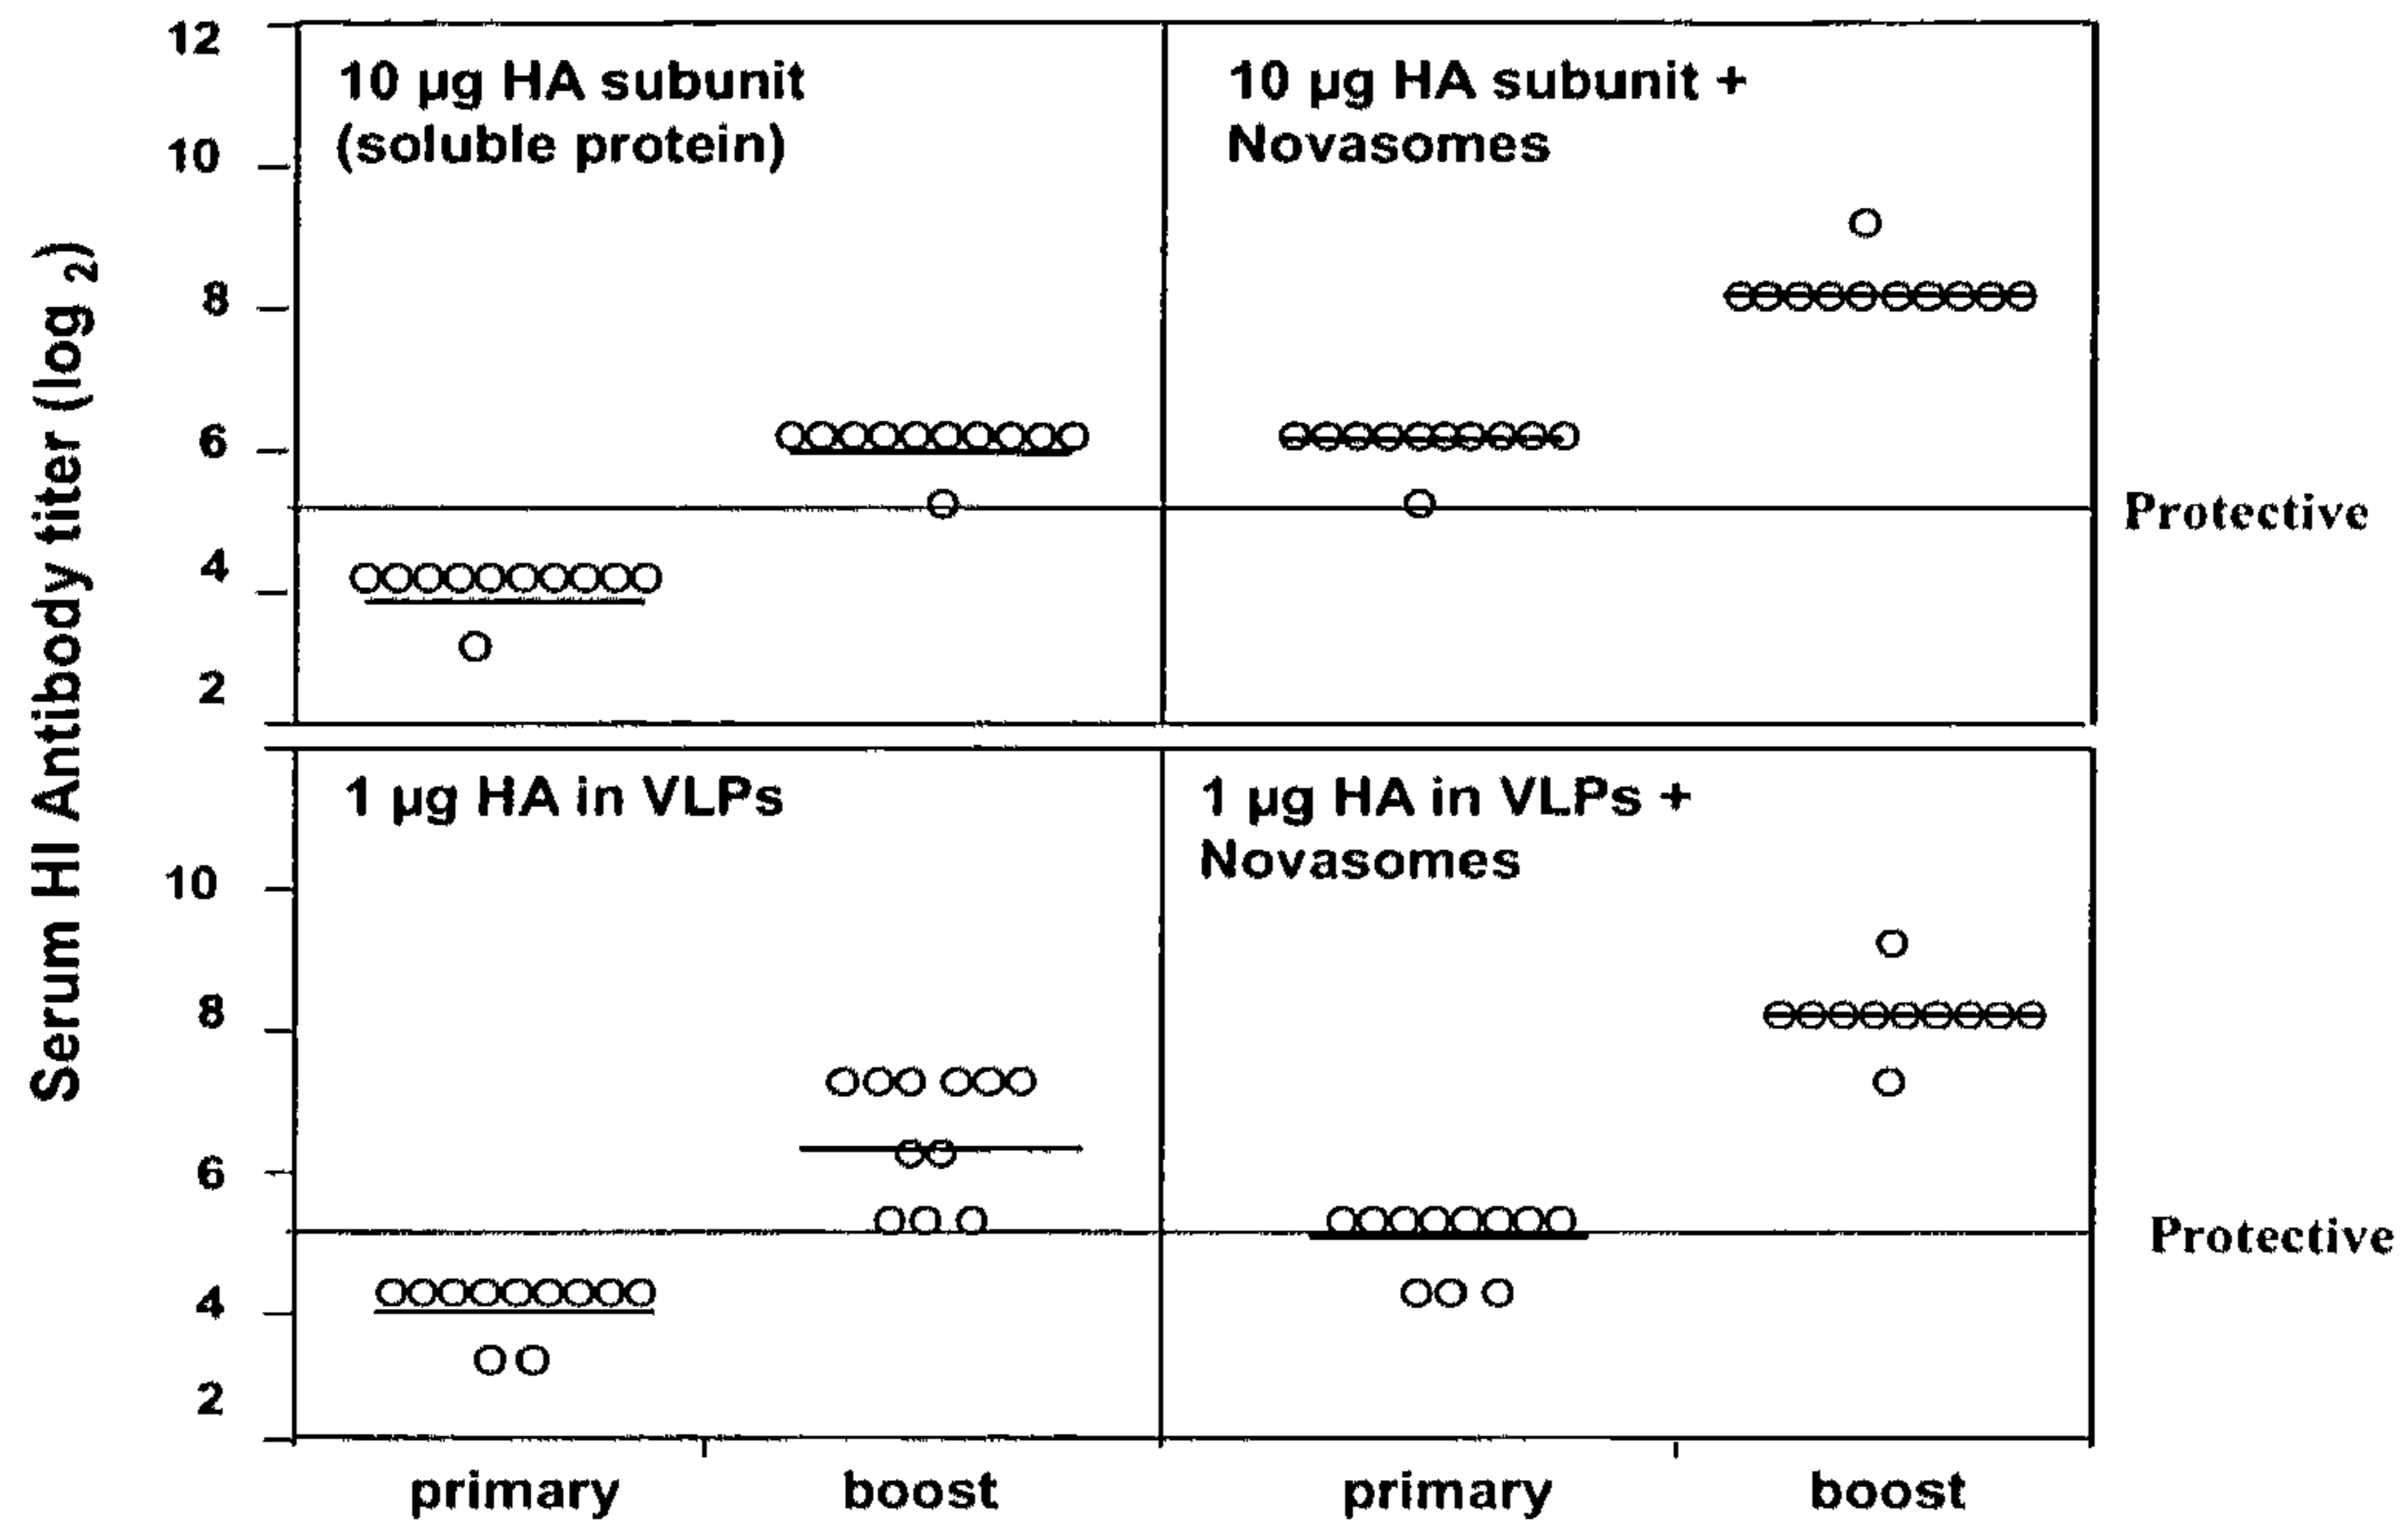 Serum HI Antibody titer (log 2)
12
10
8
6
4
2
10 µg HA subunit
(soluble protein)
10 µg HA subunit +
Novasomes
Protective
10
8
6
4
2
1 µg HA in VLPs
1 µg HA in VLPs +
Novasomes
Protective
primary boost primary boost